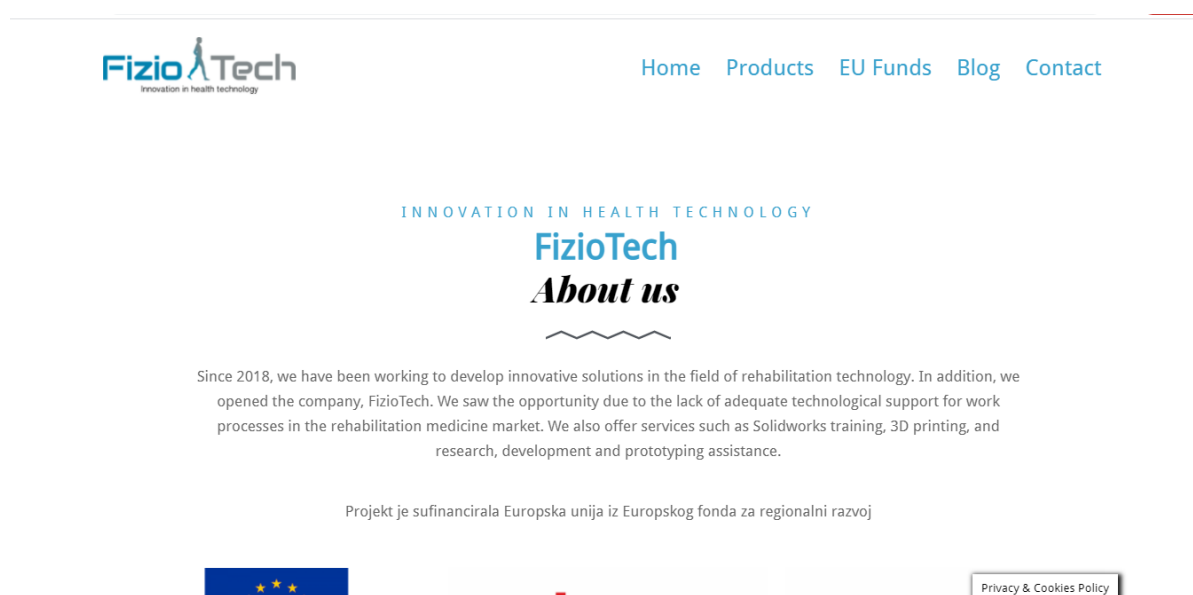 FizioTech
Innovation in health technology
Home Products EU Funds Blog Contact
INNOVATION IN HEALTH TECHNOLOGY
FizioTech
About us
Since 2018, we have been working to develop innovative solutions in the field of rehabilitation technology. In addition, we
opened the company, FizioTech. We saw the opportunity due to the lack of adequate technological support for work
processes in the rehabilitation medicine market. We also offer services such as Solidworks training, 3D printing, and
research, development and prototyping assistance.
Projekt je sufinancirala Europska unija iz Europskog fonda za regionalni razvoj
Privacy & Cookies Policy